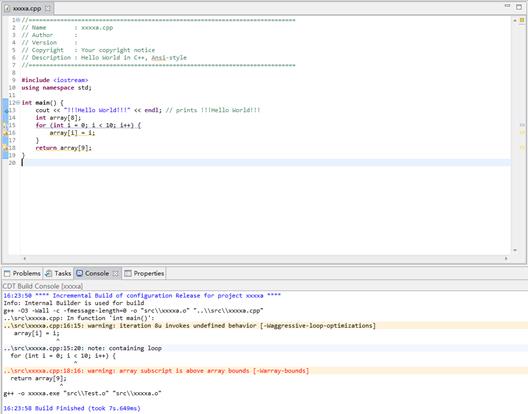 xxxxa.cpp
1 //====================================================================
2 // Name : xxxxa.cpp
3 // Author :
4 // Version :
5 // Copyright : Your copyright notice
6 // Description : Hello World in C++, Ansi-style
7 //====================================================================
8
9 #include <iostream>
10 using namespace std;
11
12 int main() {
13 cout << "!!!Hello World!!!" << endl; // prints !!!Hello World!!!
14 int array[8];
15 for (int i = 0; i < 10; i++) {
16 array[i] = i;
17 }
18 return array[9];
19 }
20
Problems Tasks Console Properties
CDT Build Console [xxxxa]
16:23:50 **** Incremental Build of configuration Release for project xxxxa ****
Info: Internal Builder is used for build
g++ -O3 -Wall -c -fmessage-length=0 -o "src\\xxxxa.o" "..\\src\\xxxxa.cpp"
..\src\xxxxa.cpp: In function 'int main()':
..\src\xxxxa.cpp:16:15: warning: iteration 8u invokes undefined behavior [-Waggressive-loop-optimizations]
array[i] = i;
^
..\src\xxxxa.cpp:15:20: note: containing loop
for (int i = 0; i < 10; i++) {
^
..\src\xxxxa.cpp:18:16: warning: array subscript is above array bounds [-Warray-bounds]
return array[9];
^
g++ -o xxxxa.exe "src\\Test.o" "src\\xxxxa.o"
16:23:58 Build Finished (took 7s.649ms)